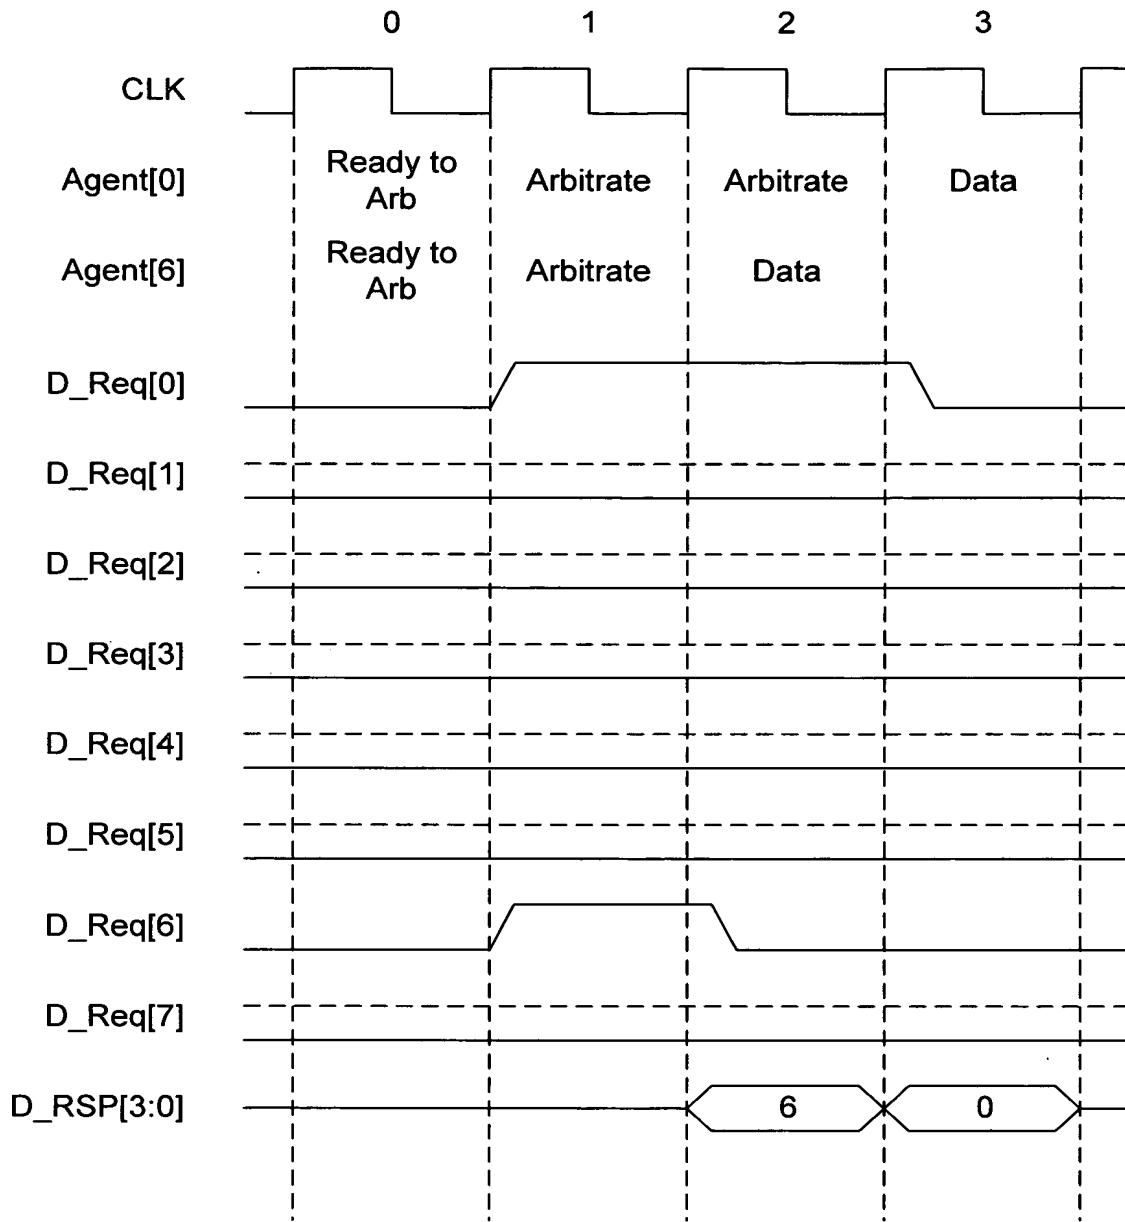 0 1 2 3
CLK
Agent[0] Ready to Arb Arbitrate Arbitrate Data
Agent[6] Ready to Arb Arbitrate Data
D_Req[0]
D_Req[1]
D_Req[2]
D_Req[3]
D_Req[4]
D_Req[5]
D_Req[6]
D_Req[7]
D_RSP[3:0] 6 0